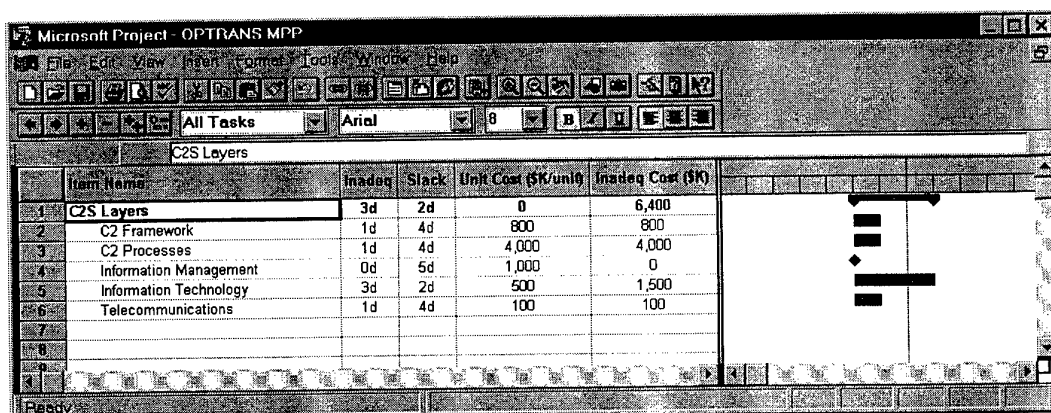 Microsoft Project - OPTRANS MPP
File Edit View Insert Format Tools Window Help
All Tasks Arial 8 B I U
C2S Layers
Item Name Inadeq Slack Unit Cost ($K/unit) Inadeq Cost ($K)
1 C2S Layers 3d 2d 0 6,400
2 C2 Framework 1d 4d 800 800
3 C2 Processes 1d 4d 4,000 4,000
4 Information Management 0d 5d 1,000 0
5 Information Technology 3d 2d 500 1,500
6 Telecommunications 1d 4d 100 100
7
8
9
Ready